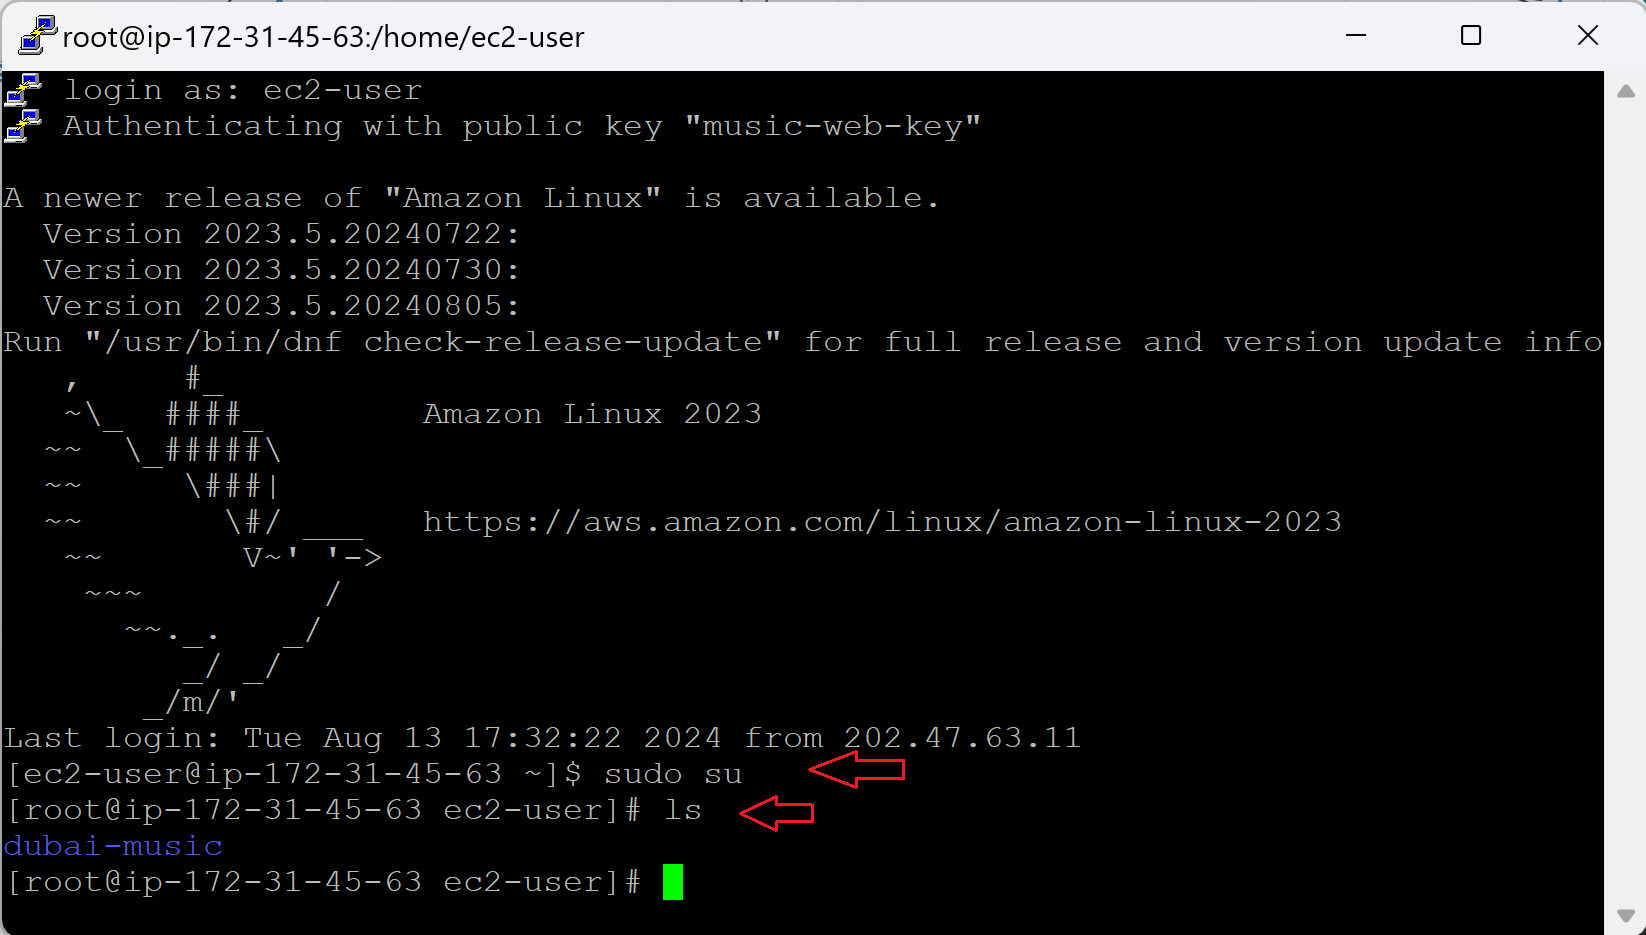 root@ip-172-31-45-63:/home/ec2-user
login as: ec2-user
Authenticating with public key "music-web-key"
A newer release of "Amazon Linux" is available.
  Version 2023.5.20240722:
  Version 2023.5.20240730:
  Version 2023.5.20240805:
Run "/usr/bin/dnf check-release-update" for full release and version update info
   ,     #_
   ~\_  ####_        Amazon Linux 2023
  ~~  \_#####\
  ~~     \###|
  ~~       \#/ ___   https://aws.amazon.com/linux/amazon-linux-2023
   ~~       V~' '->
    ~~~         /
      ~~._.   _/
         _/ _/
       _/m/'
Last login: Tue Aug 13 17:32:22 2024 from 202.47.63.11
[ec2-user@ip-172-31-45-63 ~]$ sudo su
[root@ip-172-31-45-63 ec2-user]# ls
dubai-music
[root@ip-172-31-45-63 ec2-user]#